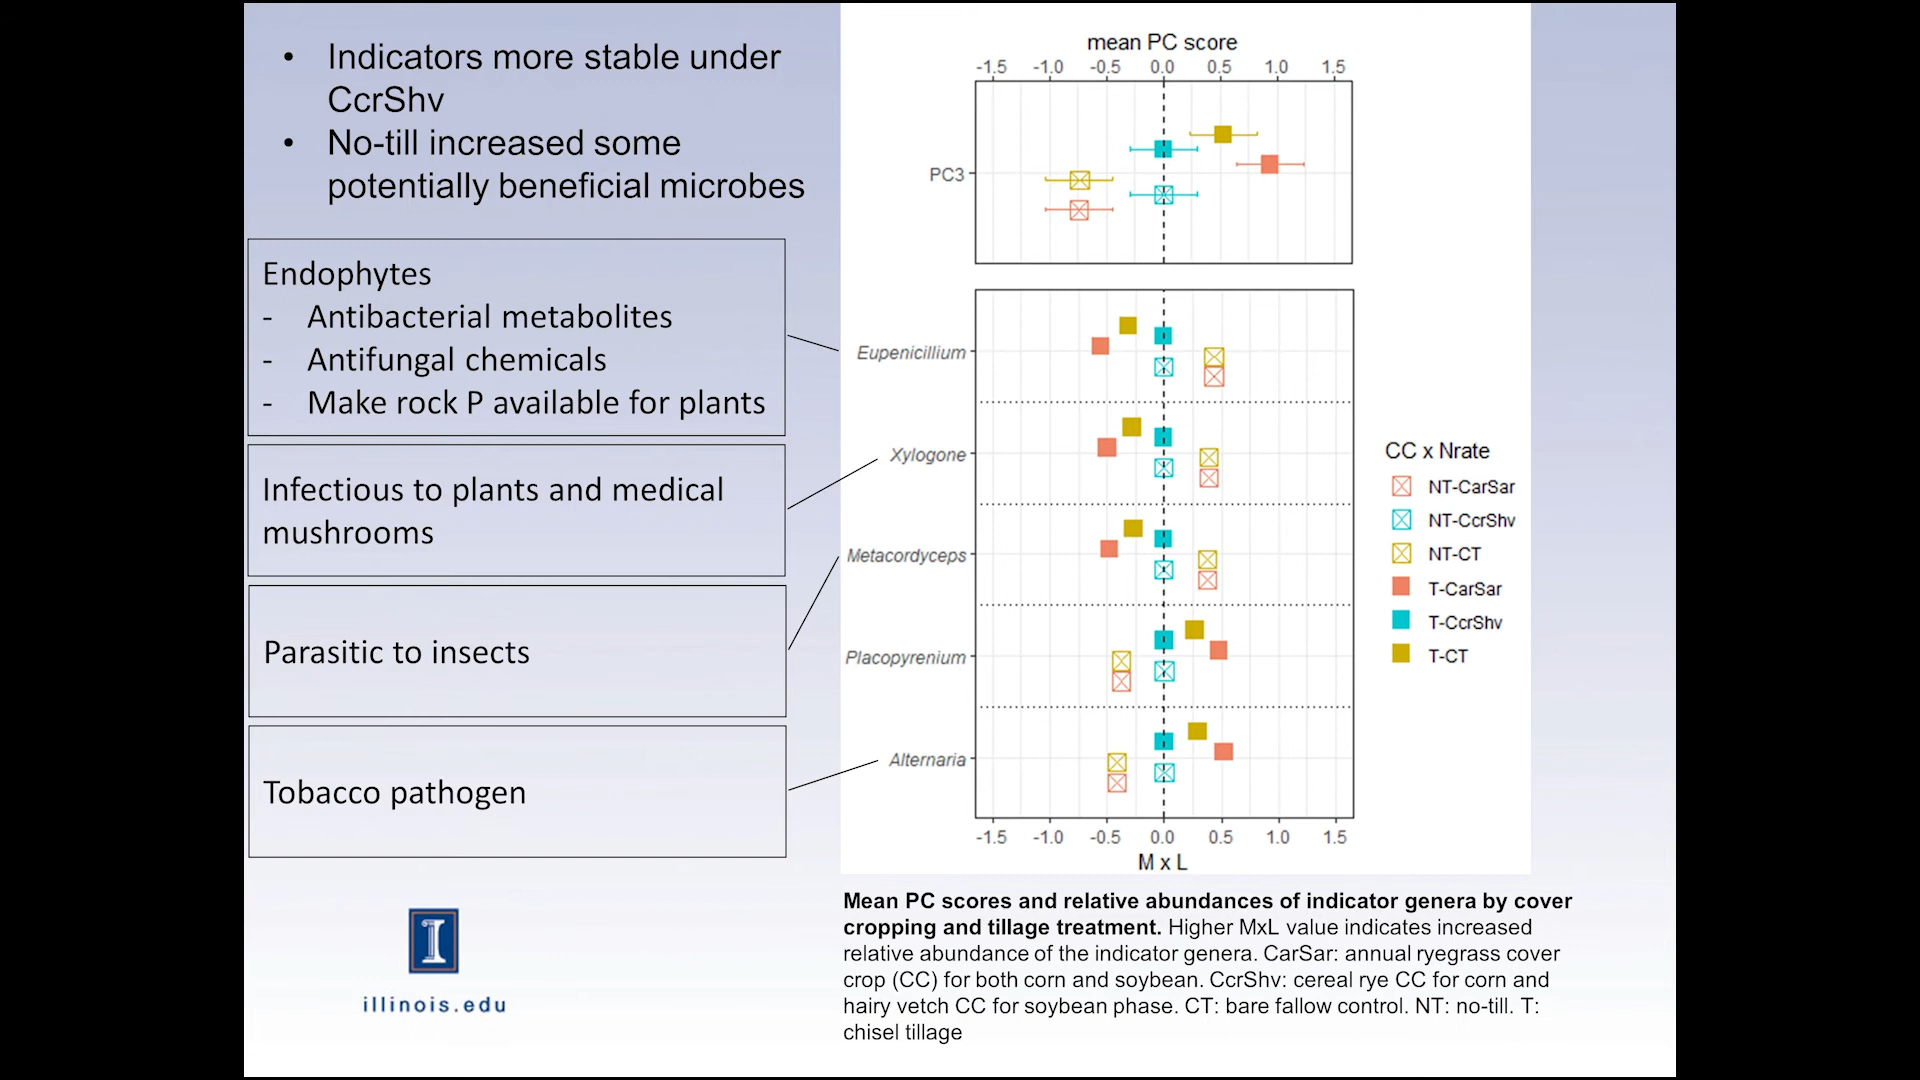 • Indicators more stable under
CcrShv
• No-till increased some
potentially beneficial microbes
Endophytes
- Antibacterial metabolites
- Antifungal chemicals
- Make rock P available for plants
Infectious to plants and medical
mushrooms
Parasitic to insects
Tobacco pathogen
illinois.edu
mean PC score
-1.5 -1.0 -0.5 0.0 0.5 1.0 1.5
PC3
Eupenicillium
Xylogone
Metacordyceps
Placopyrenium
Alternaria
-1.5 -1.0 -0.5 0.0 0.5 1.0 1.5
M x L
CC x Nrate
NT-CarSar
NT-CcrShv
NT-CT
T-CarSar
T-CcrShv
T-CT
Mean PC scores and relative abundances of indicator genera by cover
cropping and tillage treatment. Higher MxL value indicates increased
relative abundance of the indicator genera. CarSar: annual ryegrass cover
crop (CC) for both corn and soybean. CcrShv: cereal rye CC for corn and
hairy vetch CC for soybean phase. CT: bare fallow control. NT: no-till. T:
chisel tillage